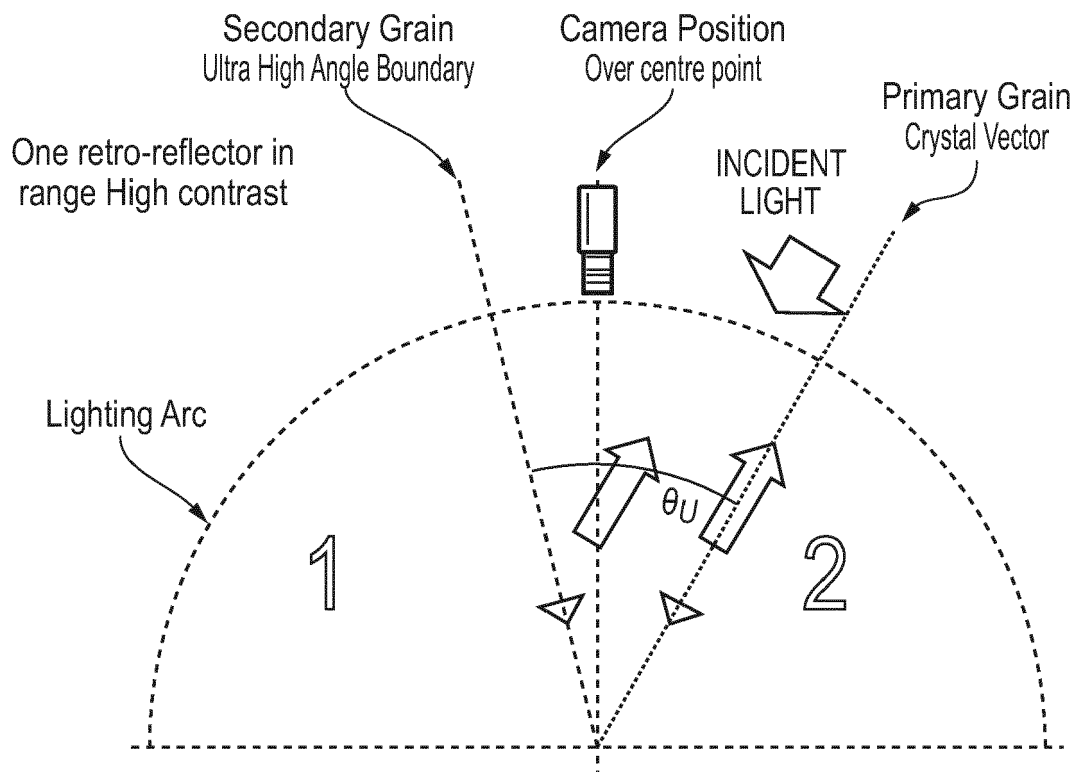 Secondary Grain
Ultra High Angle Boundary
Camera Position
Over centre point
Primary Grain
Crystal Vector
One retro-reflector in
range High contrast
INCIDENT
LIGHT
Lighting Arc
θU
1
2